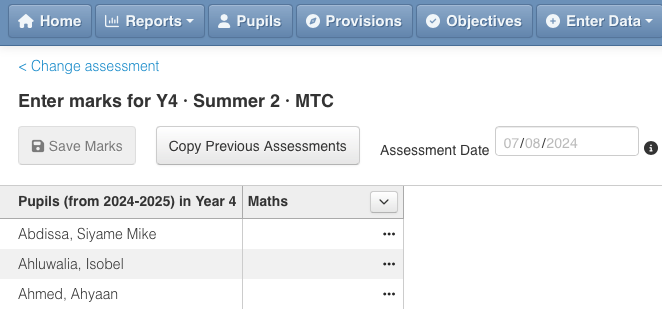 Home Reports Pupils Provisions Objectives Enter Data
< Change assessment
Enter marks for Y4 · Summer 2 · MTC
Save Marks Copy Previous Assessments Assessment Date 07/08/2024
Pupils (from 2024-2025) in Year 4 Maths
Abdissa, Siyame Mike
Ahluwalia, Isobel
Ahmed, Ahyaan